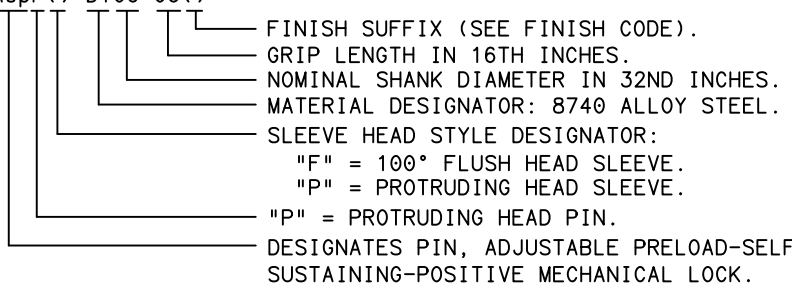 FINISH SUFFIX (SEE FINISH CODE).
GRIP LENGTH IN 16TH INCHES.
NOMINAL SHANK DIAMETER IN 32ND INCHES.
MATERIAL DESIGNATOR: 8740 ALLOY STEEL.
SLEEVE HEAD STYLE DESIGNATOR:
"F" = 100° FLUSH HEAD SLEEVE.
"P" = PROTRUDING HEAD SLEEVE.
"P" = PROTRUDING HEAD PIN.
DESIGNATES PIN, ADJUSTABLE PRELOAD-SELF
SUSTAINING-POSITIVE MECHANICAL LOCK.